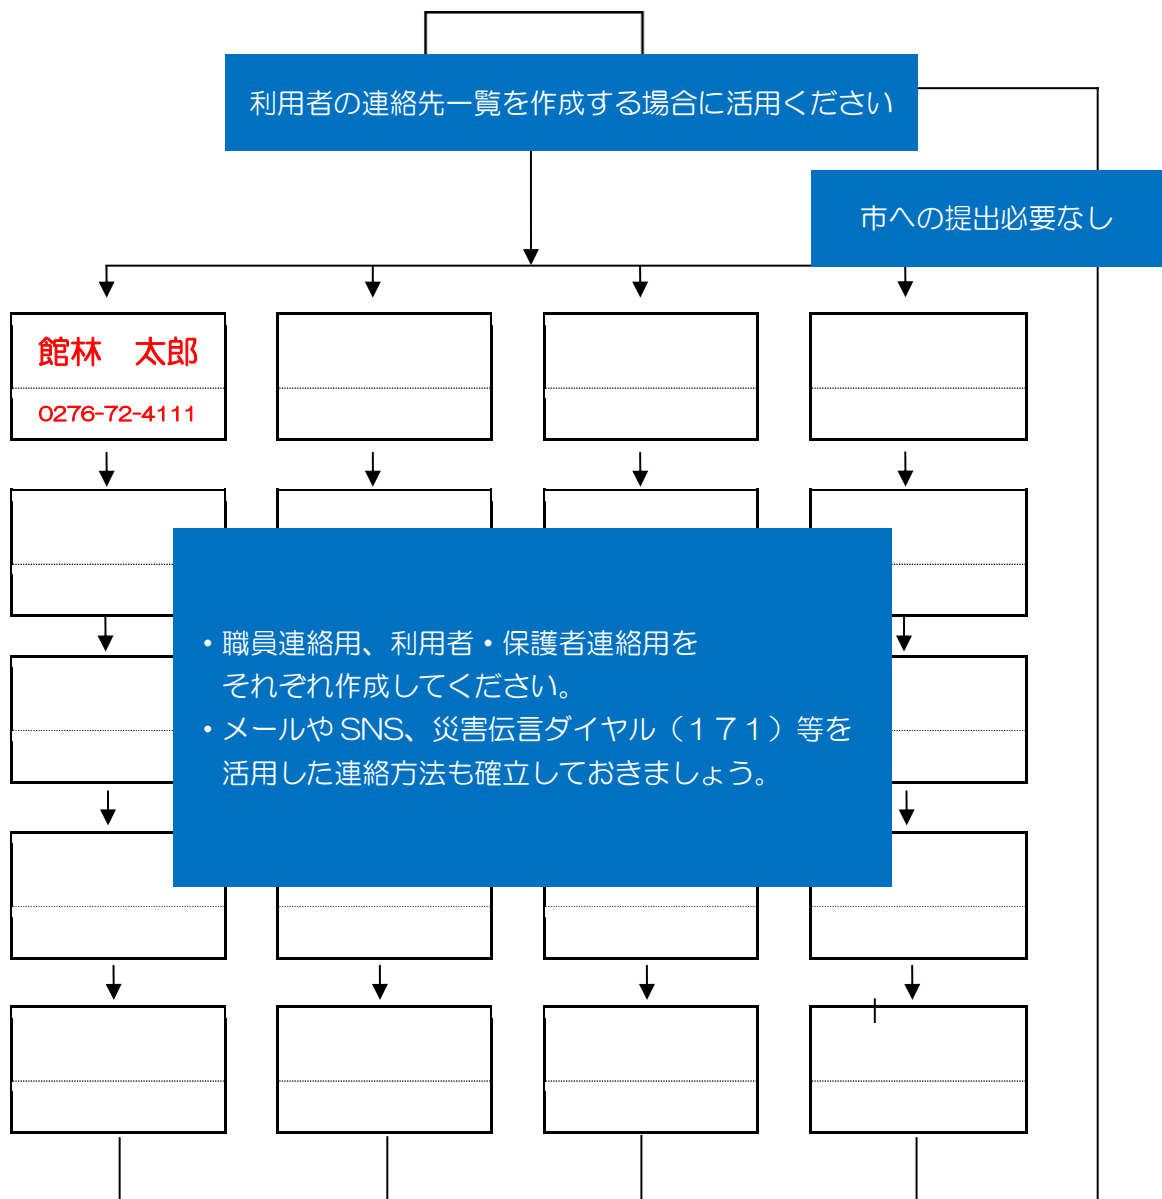 利用者の連絡先一覧を作成する場合に活用ください
市への提出必要なし
館林　太郎
0276-72-4111
・職員連絡用、利用者・保護者連絡用を
それぞれ作成してください。
・メールや SNS、災害伝言ダイヤル（１７１）等を
活用した連絡方法も確立しておきましょう。